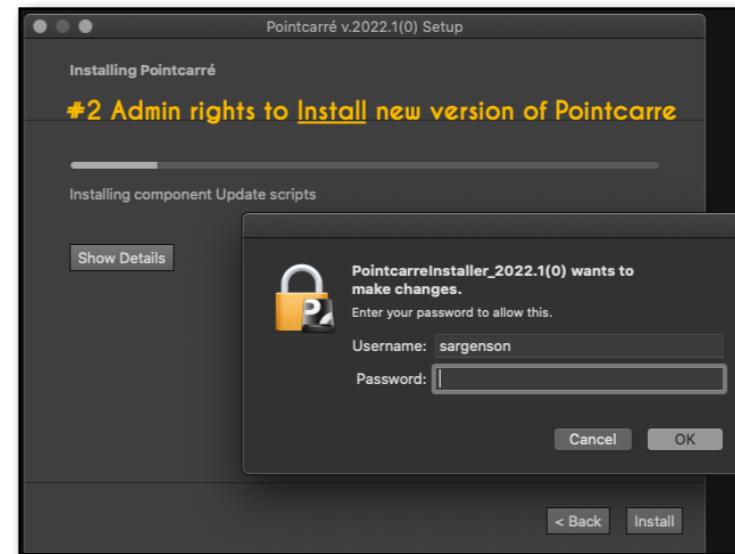 Pointcarré v.2022.1(0) Setup
Installing Pointcarré
#2 Admin rights to Install new version of Pointcarre
Installing component Update scripts
Show Details
PointcarreInstaller_2022.1(0) wants to
make changes.
Enter your password to allow this.
Username: sargenson
Password:
Cancel OK
< Back Install